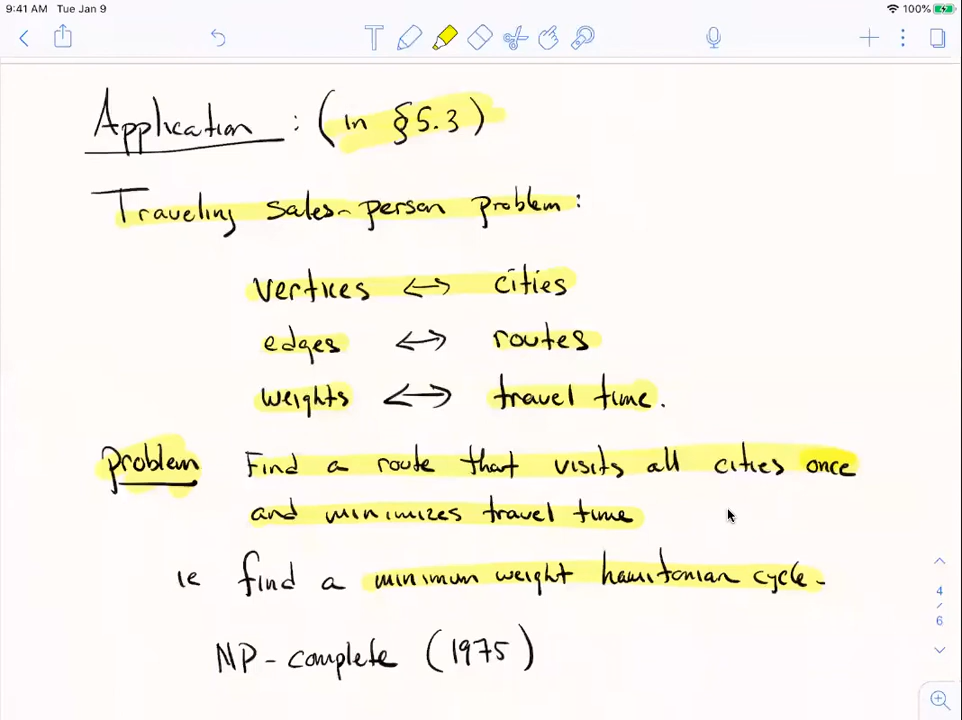 9:41 AM Tue Jan 9
100%
Application : (in §5.3)
Traveling sales-person problem:
vertices ↔ cities
edges ↔ routes
weights ↔ travel time.
problem Find a route that visits all cities once
and minimizes travel time
ie find a minimum weight hamitonian cycle.
NP-complete (1975)
4
/
6